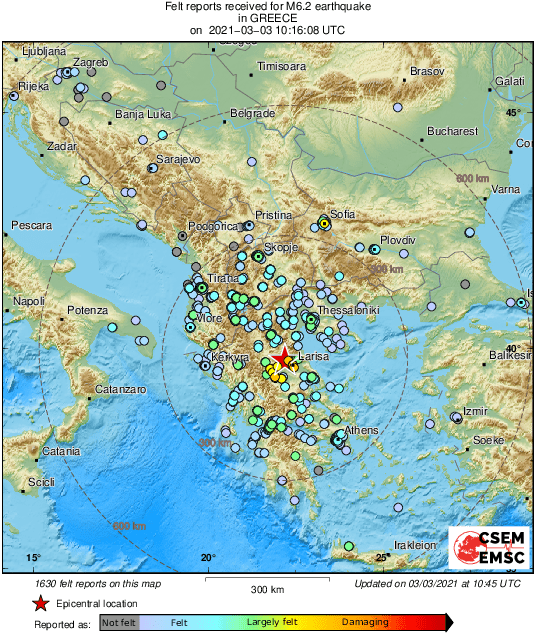 Felt reports received for M6.2 earthquake
in GREECE
on 2021-03-03 10:16:08 UTC
Ljubljana
Zagreb
Timisoara
Brasov
Rijeka
Galati
Banja Luka
Belgrade
45°
Zadar
Bucharest
Sarajevo
600 km
Varna
Pescara
Podgorica
Pristina
Sofia
Skopje
Plovdiv
300 km
Tirana
Napoli
Potenza
Vlore
Thessaloniki
40°
Kerkyra
Larisa
Balikesir
Catanzaro
Izmir
Catania
300 km
Athens
Soeke
Scicli
600 km
Irakleion
CSEM
EMSC
15°
20°
25°
1630 felt reports on this map
300 km
Updated on 03/03/2021 at 10:45 UTC
Epicentral location
Reported as:
Not felt
Felt
Largely felt
Damaging